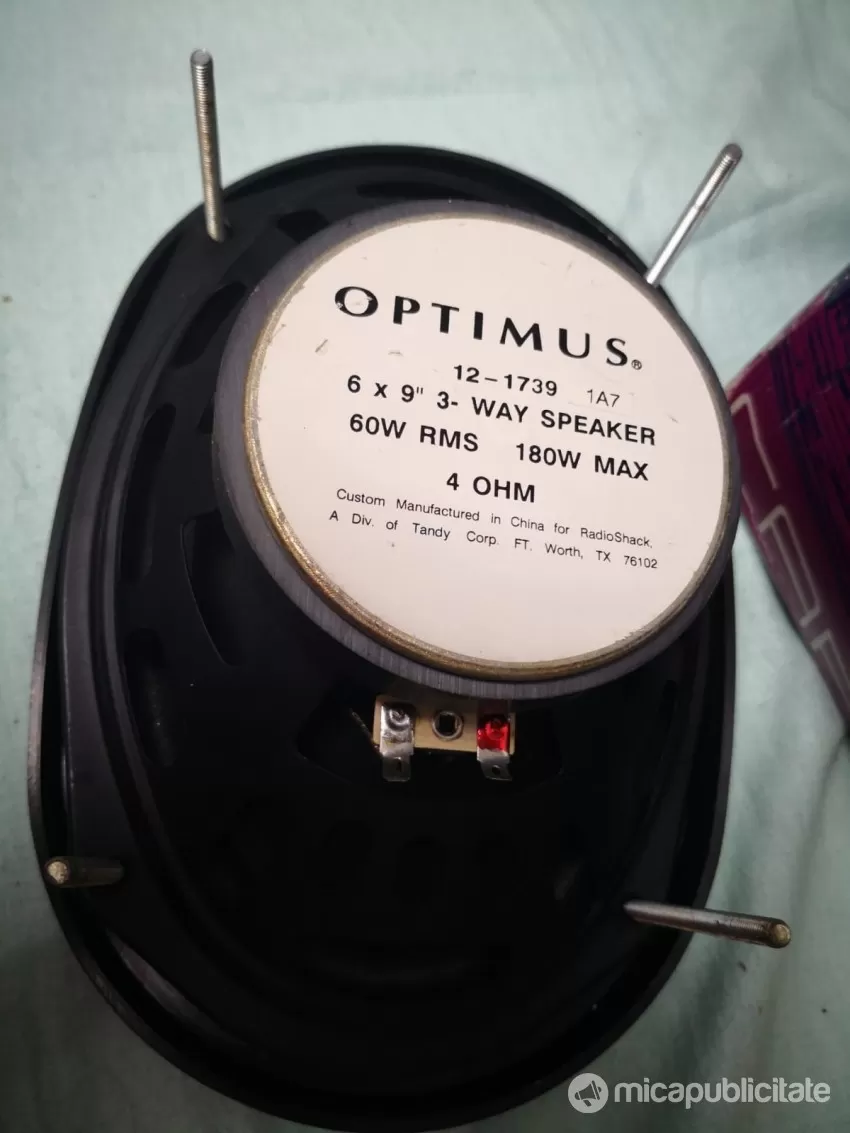 OPTIMUS®
12-1739 1A7
6 x 9" 3- WAY SPEAKER
60W RMS 180W MAX
4 OHM
Custom Manufactured in China for RadioShack,
A Div. of Tandy Corp. FT. Worth, TX 76102
micapublicitate